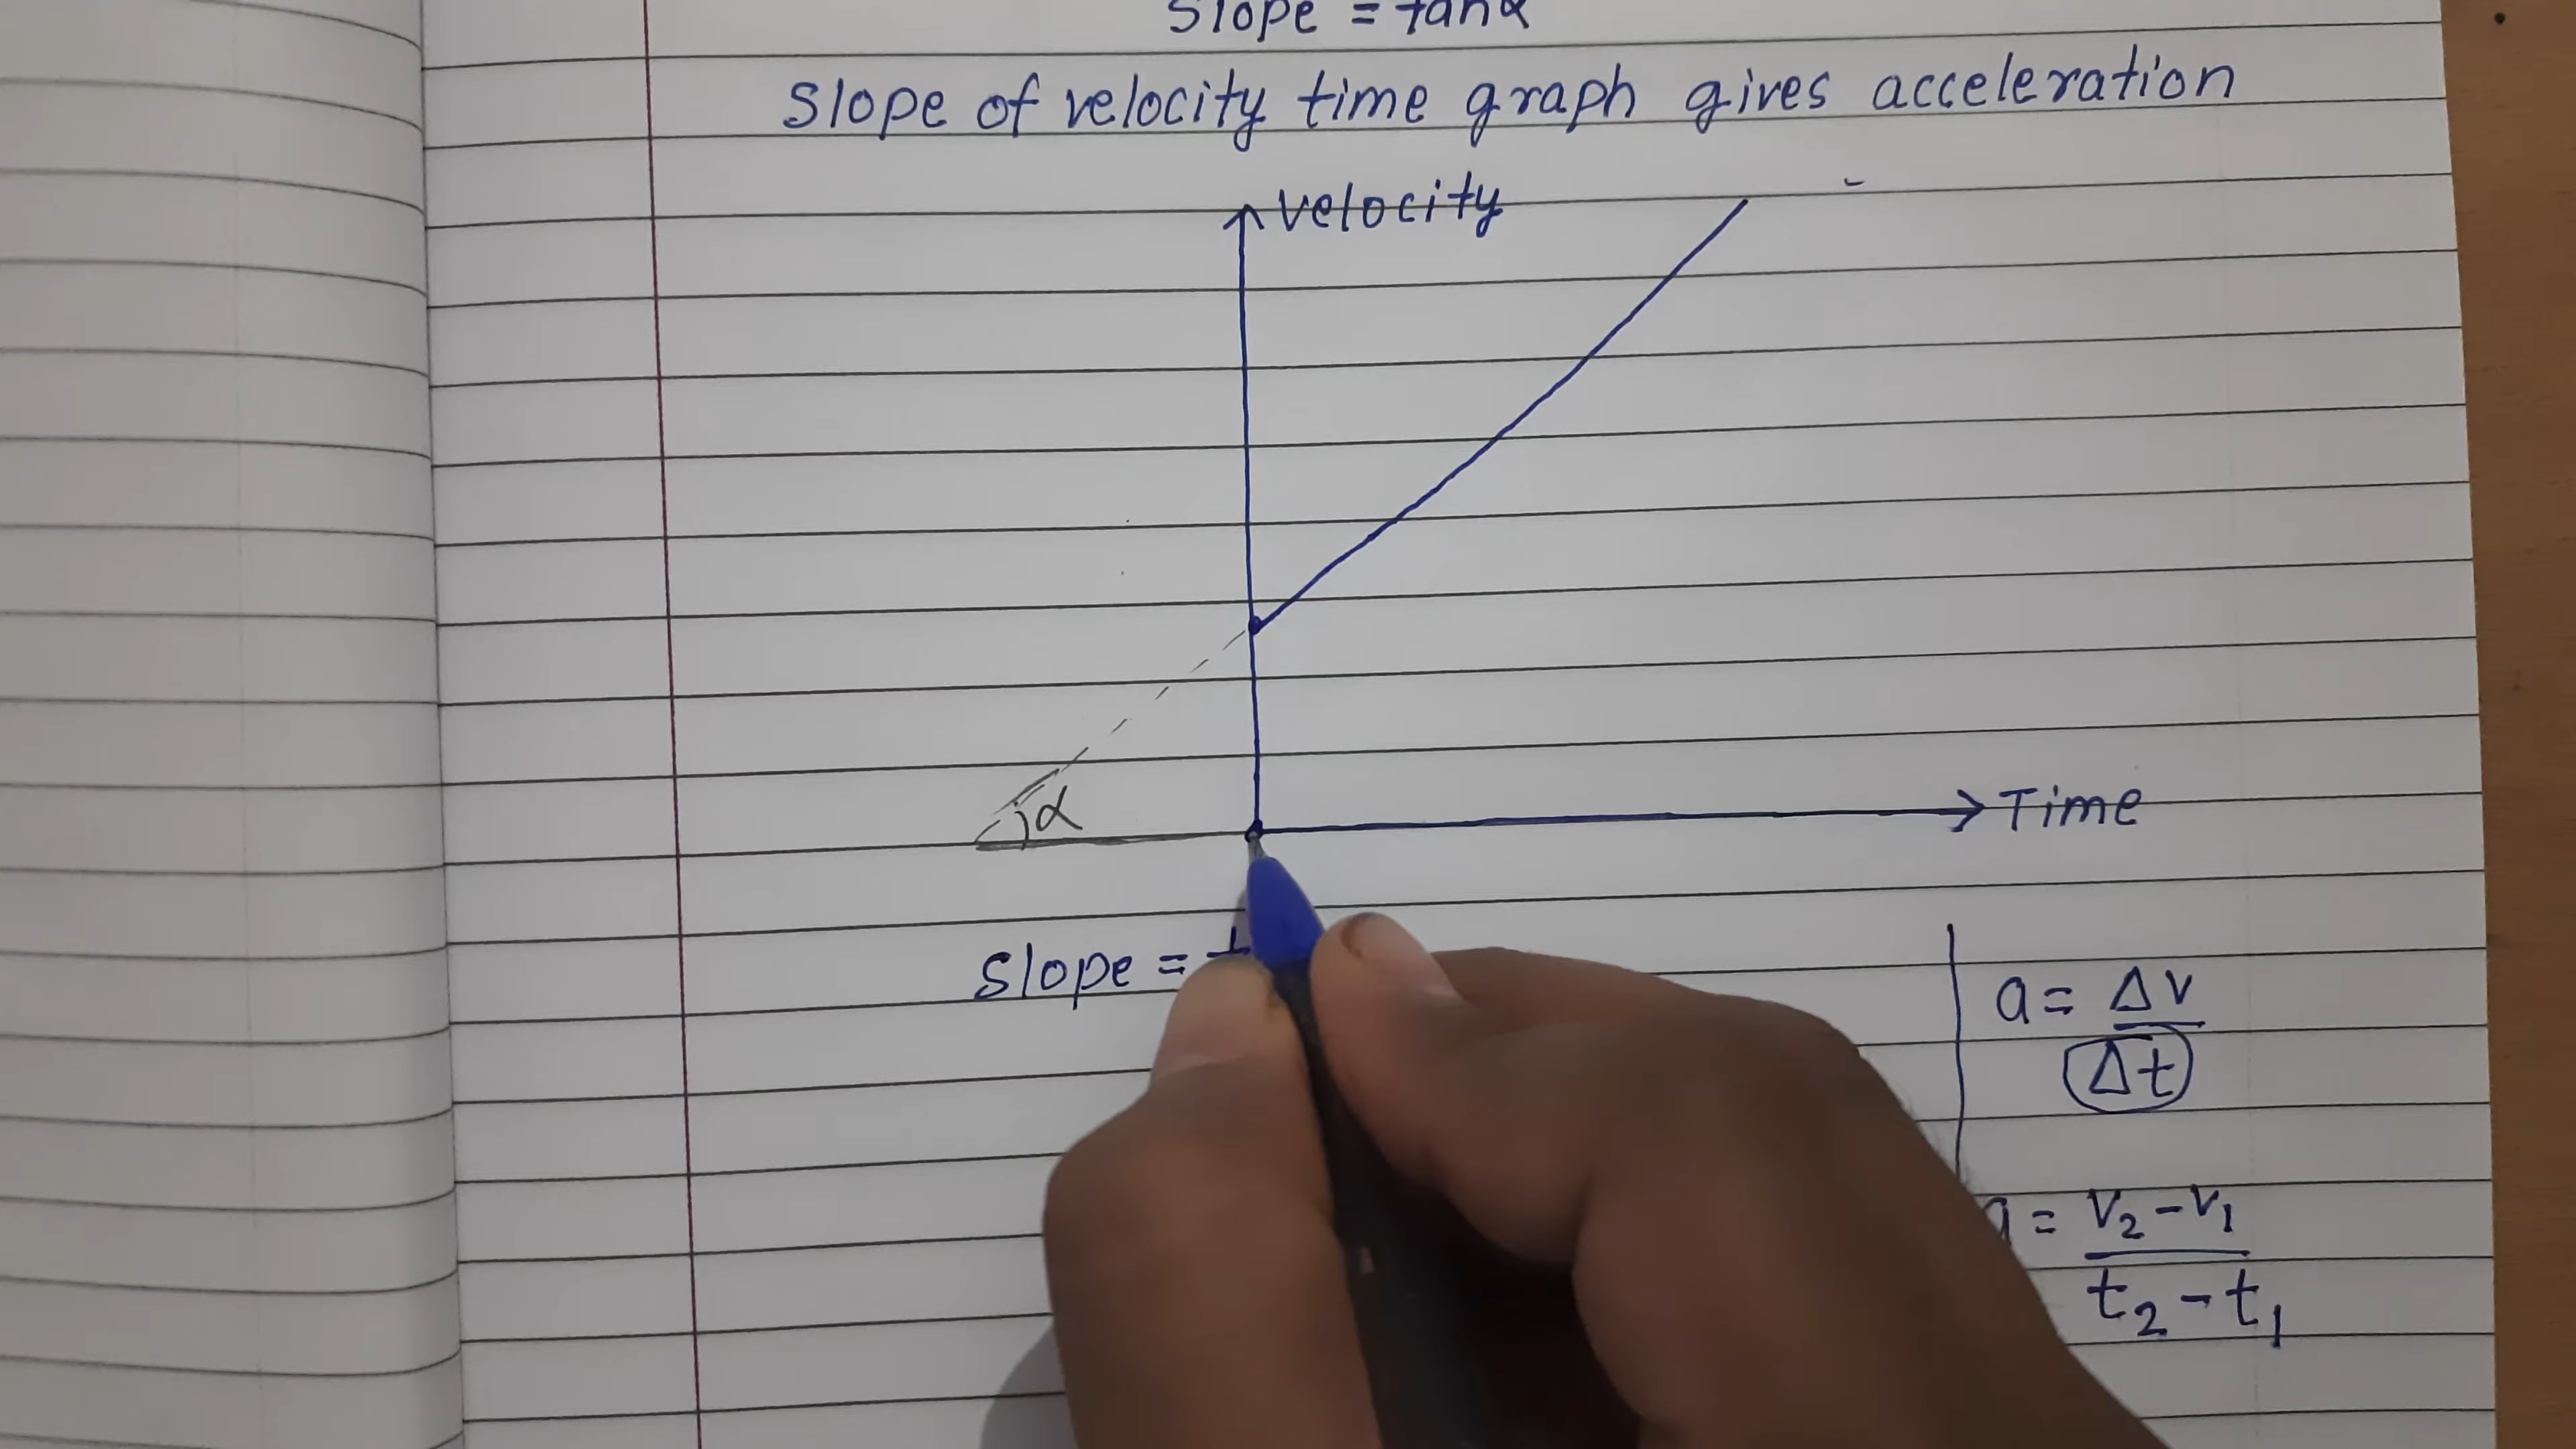 Slope = tanα
Slope of velocity time graph gives acceleration
velocity
α
Time
Slope =
a = Δv
Δt
a = v₂ - v₁
t₂ - t₁